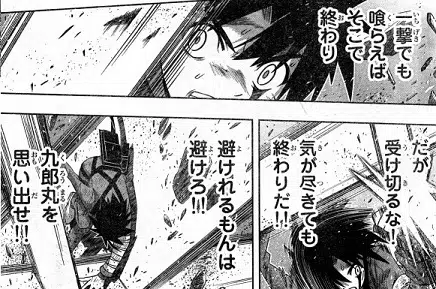 一撃でも
喰らえば
そこで
終わり
だが
受け切るな!
気が尽きても
終わりだ!!
避けれるもんは
避けろ!!
九郎丸を
思い出せ!!